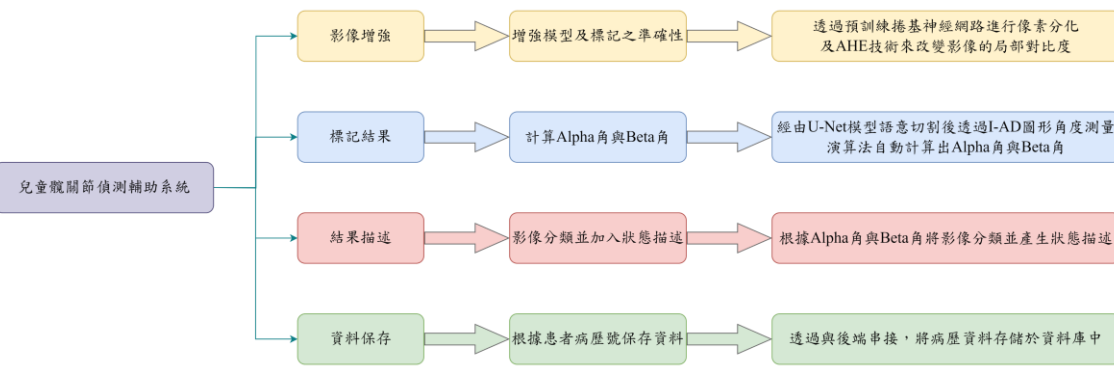 兒童髖關節偵測輔助系統
影像增強
增強模型及標記之準確性
透過預訓練捲基神經網路進行像素分化
及AHE技術來改變影像的局部對比度
標記結果
計算Alpha角與Beta角
經由U-Net模型語意切割後透過I-AD圖形角度測量
演算法自動計算出Alpha角與Beta角
結果描述
影像分類並加入狀態描述
根據Alpha角與Beta角將影像分類並產生狀態描述
資料保存
根據患者病歷號保存資料
透過與後端串接，將病歷資料存儲於資料庫中